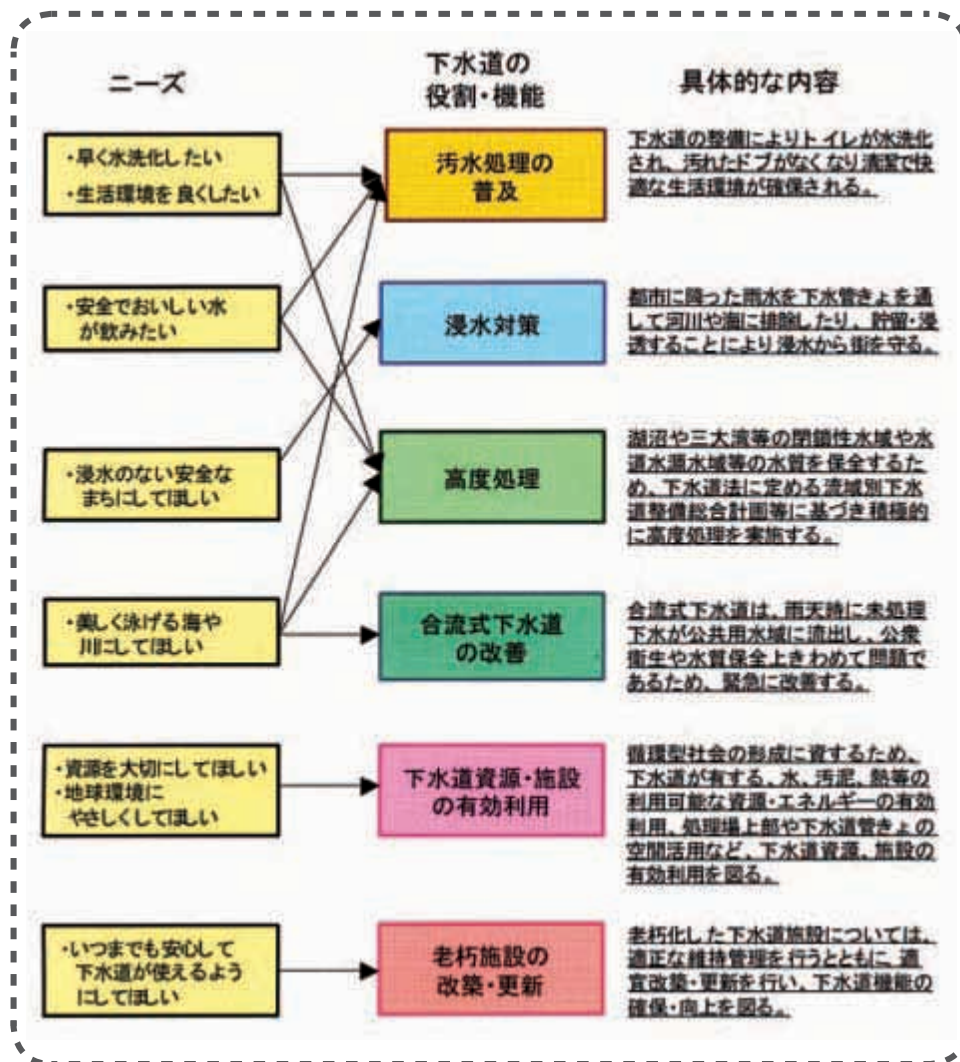 ニーズ
下水道の
役割・機能
具体的な内容
・早く水洗化したい
・生活環境を良くしたい
汚水処理の
普及
下水道の整備によりトイレが水洗化
され、汚れたドブがなくなり清潔で快
適な生活環境が確保される。
・安全でおいしい水
が飲みたい
浸水対策
都市に降った雨水を下水管きょを通
して河川や海に排除したり、貯留・浸
透することにより浸水から街を守る。
・浸水のない安全な
まちにしてほしい
高度処理
湖沼や三大湾等の閉鎖性水域や水
道水源水域等の水質を保全するた
め、下水道法に定める流域別下水
道整備総合計画等に基づき積極的
に高度処理を実施する。
・美しく泳げる海や
川にしてほしい
合流式下水道
の改善
合流式下水道は、雨天時に未処理
下水が公共用水域に流出し、公衆
衛生や水質保全上きわめて問題で
あるため、緊急に改善する。
・資源を大切にしてほしい
・地球環境に
やさしくしてほしい
下水道資源・施設
の有効利用
循環型社会の形成に資するため、
下水道が有する、水、汚泥、熱等の
利用可能な資源・エネルギーの有効
利用、処理場上部や下水道管きょの
空間活用など、下水道資源、施設の
有効利用を図る。
・いつまでも安心して
下水道が使えるよう
にしてほしい
老朽施設の
改築・更新
老朽化した下水道施設については、
適正な維持管理を行うとともに、適
宜改築・更新を行い、下水道機能の
確保・向上を図る。